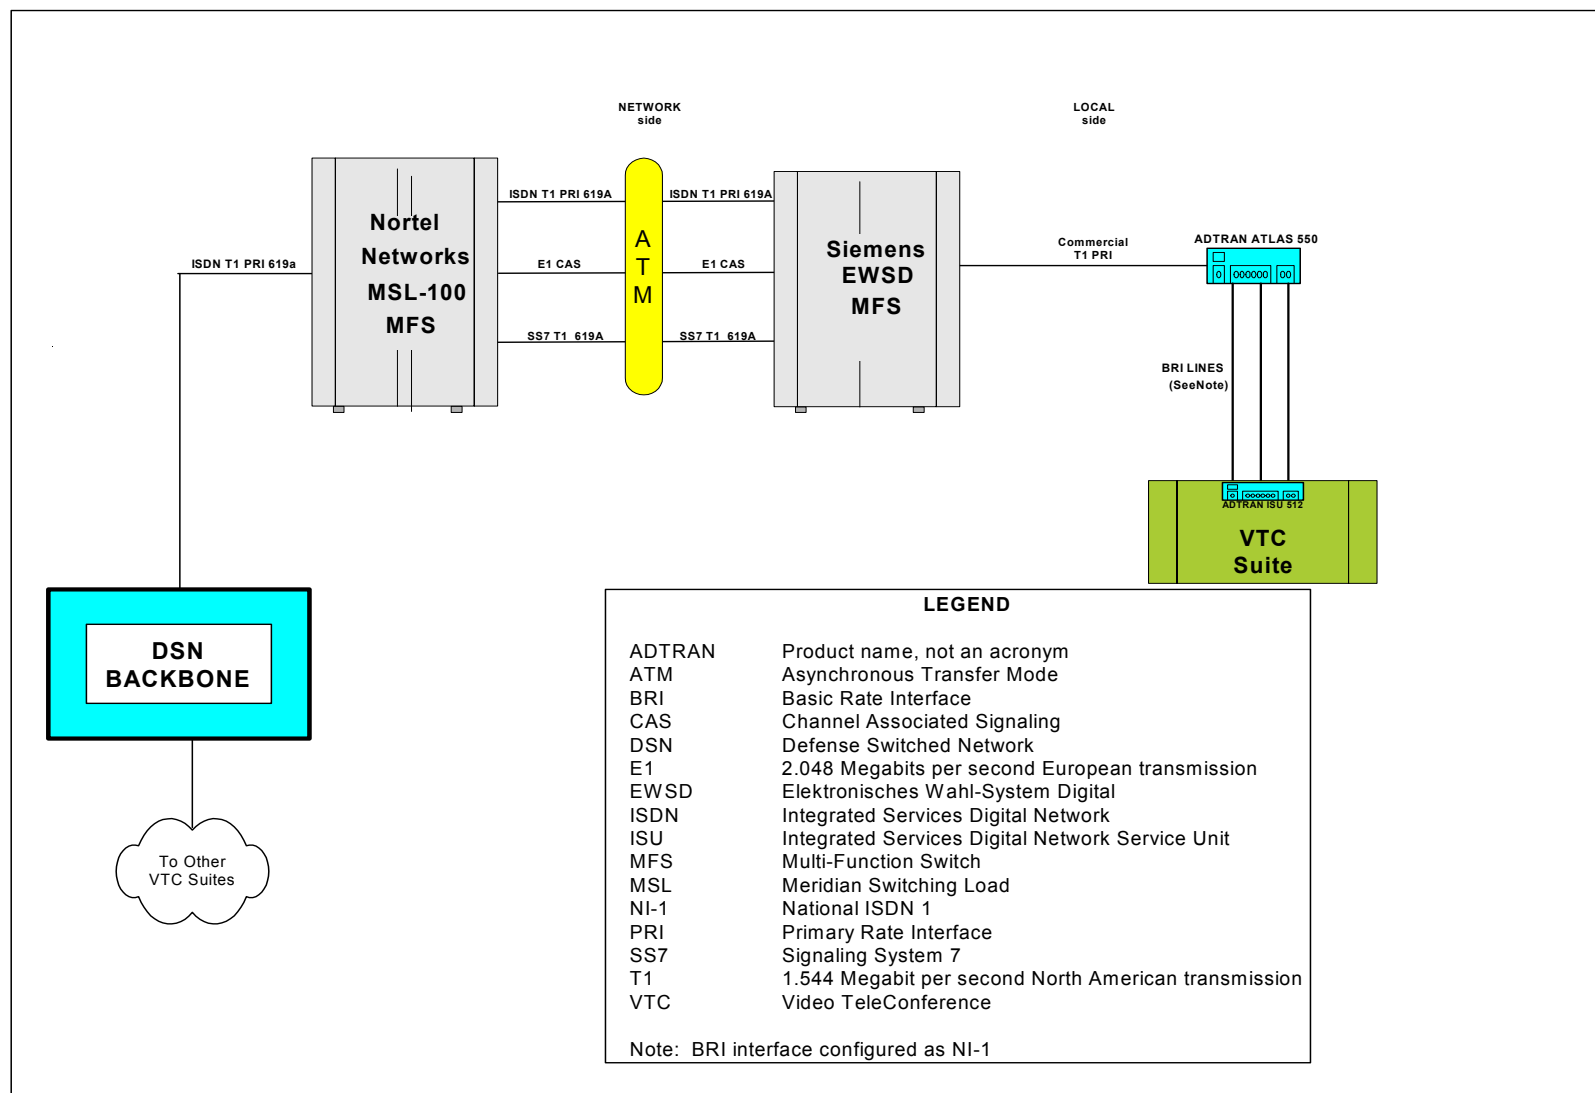 NETWORK
side
LOCAL
side
ISDN T1 PRI 619A
ISDN T1 PRI 619A
Nortel
Networks
MSL-100
MFS
A
T
M
Siemens
EWSD
MFS
Commercial
T1 PRI
ADTRAN ATLAS 550
0 000000 00
ISDN T1 PRI 619a
E1 CAS
E1 CAS
SS7 T1 619A
SS7 T1 619A
BRI LINES
(SeeNote)
0 000000 00
ADTRAN ISU 512
VTC
Suite
DSN
BACKBONE
To Other
VTC Suites
LEGEND
ADTRAN Product name, not an acronym
ATM Asynchronous Transfer Mode
BRI Basic Rate Interface
CAS Channel Associated Signaling
DSN Defense Switched Network
E1 2.048 Megabits per second European transmission
EWSD Elektronisches Wahl-System Digital
ISDN Integrated Services Digital Network
ISU Integrated Services Digital Network Service Unit
MFS Multi-Function Switch
MSL Meridian Switching Load
NI-1 National ISDN 1
PRI Primary Rate Interface
SS7 Signaling System 7
T1 1.544 Megabit per second North American transmission
VTC Video TeleConference
Note: BRI interface configured as NI-1